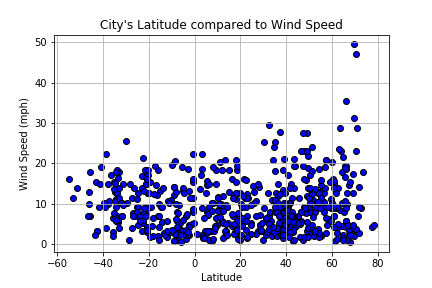 City's Latitude compared to Wind Speed
50
40
30
20
10
0
Wind Speed (mph)
−60 −40 −20 0 20 40 60 80
Latitude